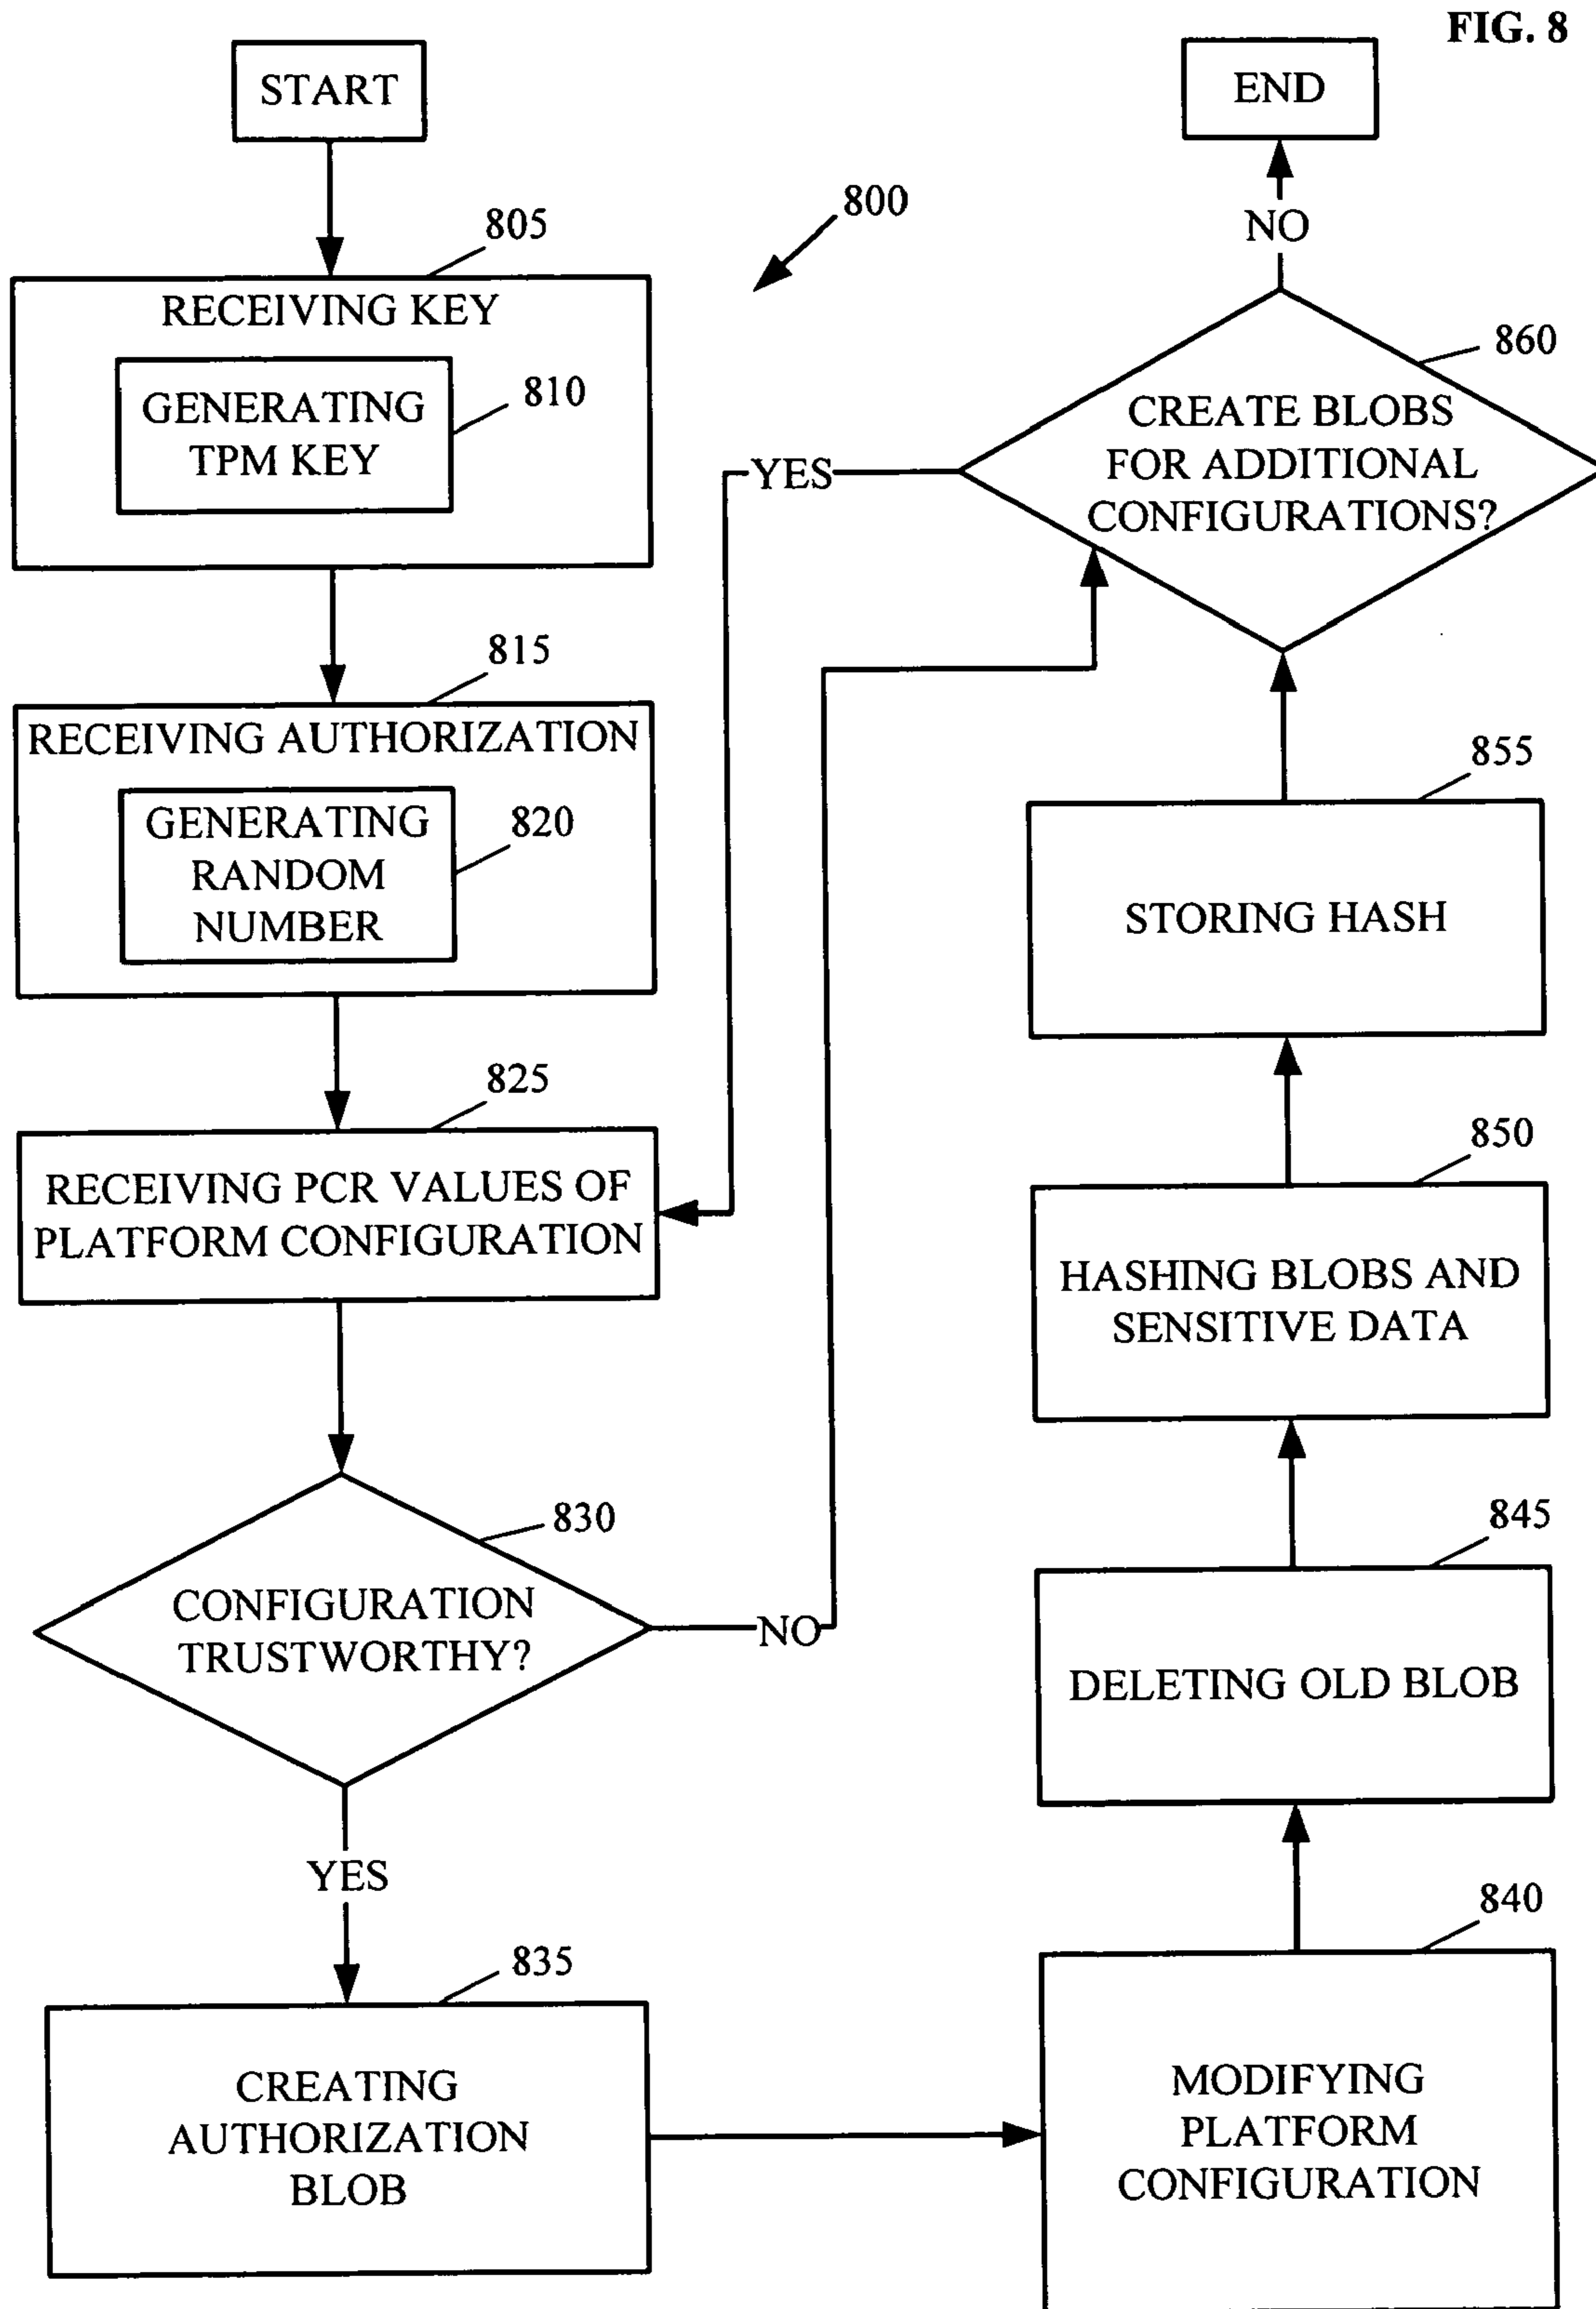 FIG. 8
START
800
805
RECEIVING KEY
GENERATING
TPM KEY
810
815
RECEIVING AUTHORIZATION
GENERATING
RANDOM
NUMBER
820
825
RECEIVING PCR VALUES OF
PLATFORM CONFIGURATION
830
CONFIGURATION
TRUSTWORTHY?
NO
YES
835
CREATING
AUTHORIZATION
BLOB
840
MODIFYING
PLATFORM
CONFIGURATION
845
DELETING OLD BLOB
850
HASHING BLOBS AND
SENSITIVE DATA
855
STORING HASH
860
CREATE BLOBS
FOR ADDITIONAL
CONFIGURATIONS?
YES
NO
END